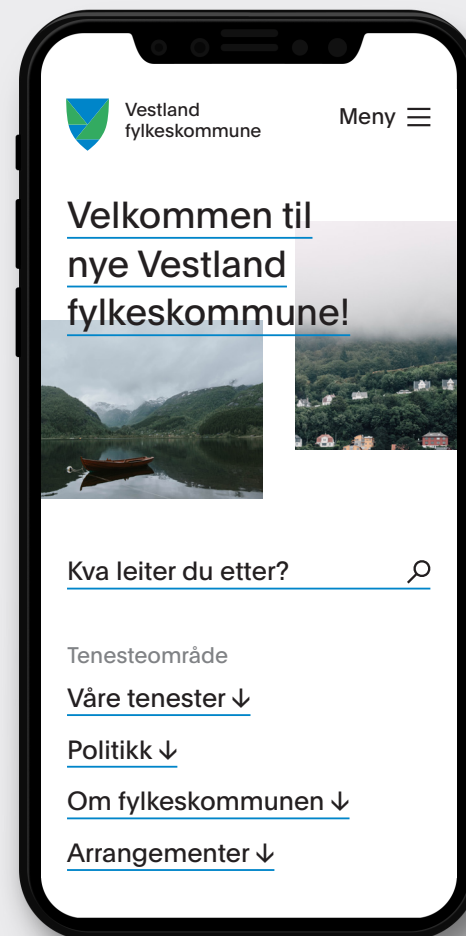 Vestland
fylkeskommune
Meny
Velkommen til
nye Vestland
fylkeskommune!
Kva leiter du etter?
Tenesteområde
Våre tenester ↓
Politikk ↓
Om fylkeskommunen ↓
Arrangementer ↓